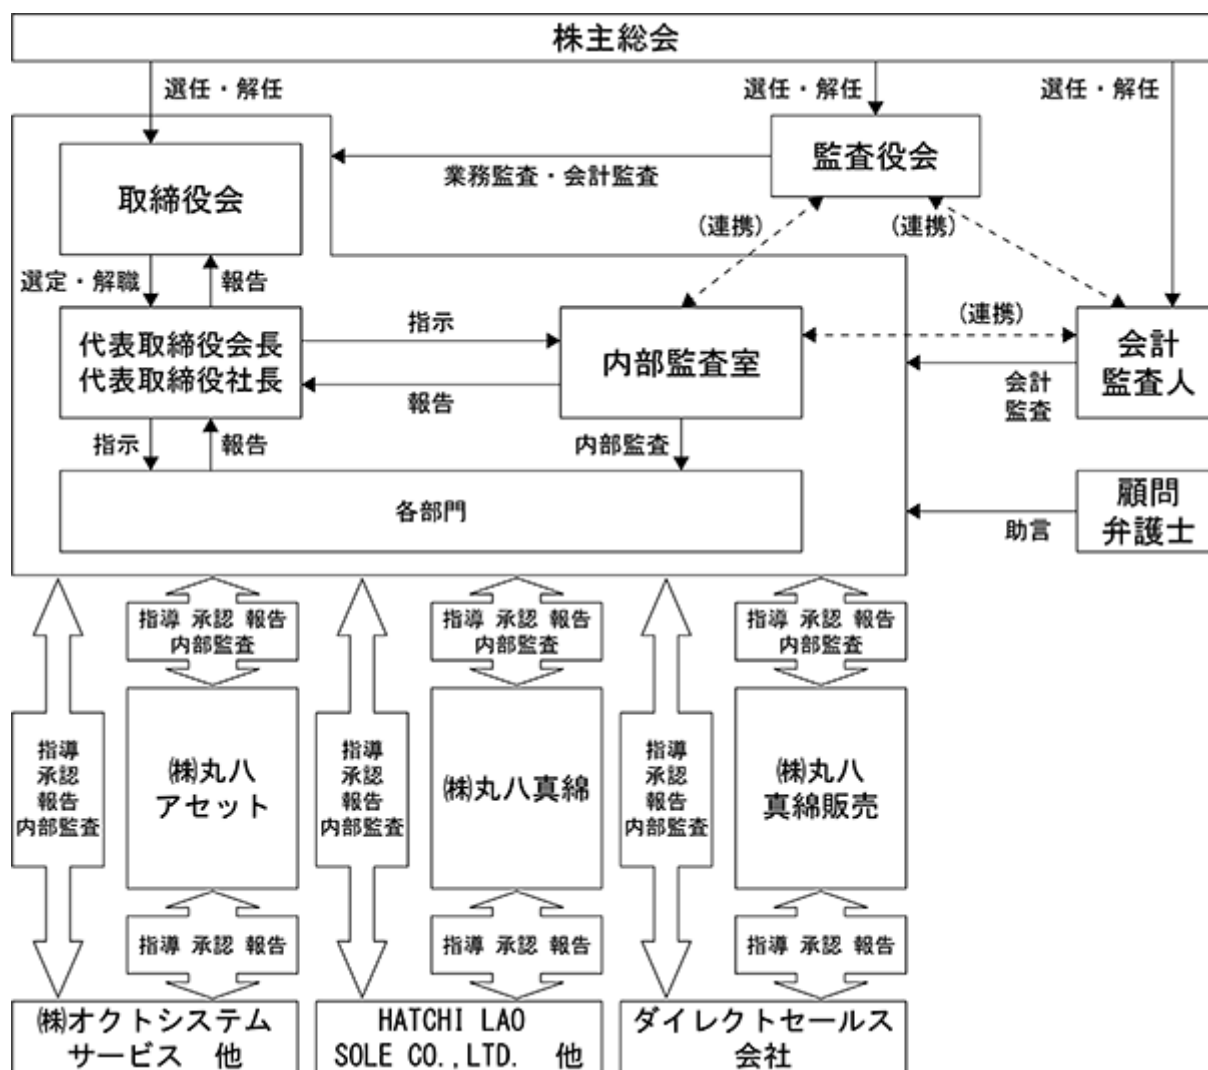 株主総会
選任・解任
選任・解任
選任・解任
監査役会
業務監査・会計監査
取締役会
(連携)
(連携)
選定・解職
報告
代表取締役会長
代表取締役社長
指示
報告
内部監査室
(連携)
会計
監査人
会計
監査
指示
報告
内部監査
各部門
顧問
弁護士
助言
指導 承認 報告
内部監査
指導 承認 報告
内部監査
指導 承認 報告
内部監査
指導
承認
報告
内部監査
㈱丸八
アセット
指導
承認
報告
内部監査
㈱丸八真綿
指導
承認
報告
内部監査
㈱丸八
真綿販売
指導 承認 報告
指導 承認 報告
指導 承認 報告
㈱オクトシステム
サービス 他
HATCHI LAO
SOLE CO.,LTD. 他
ダイレクトセールス
会社